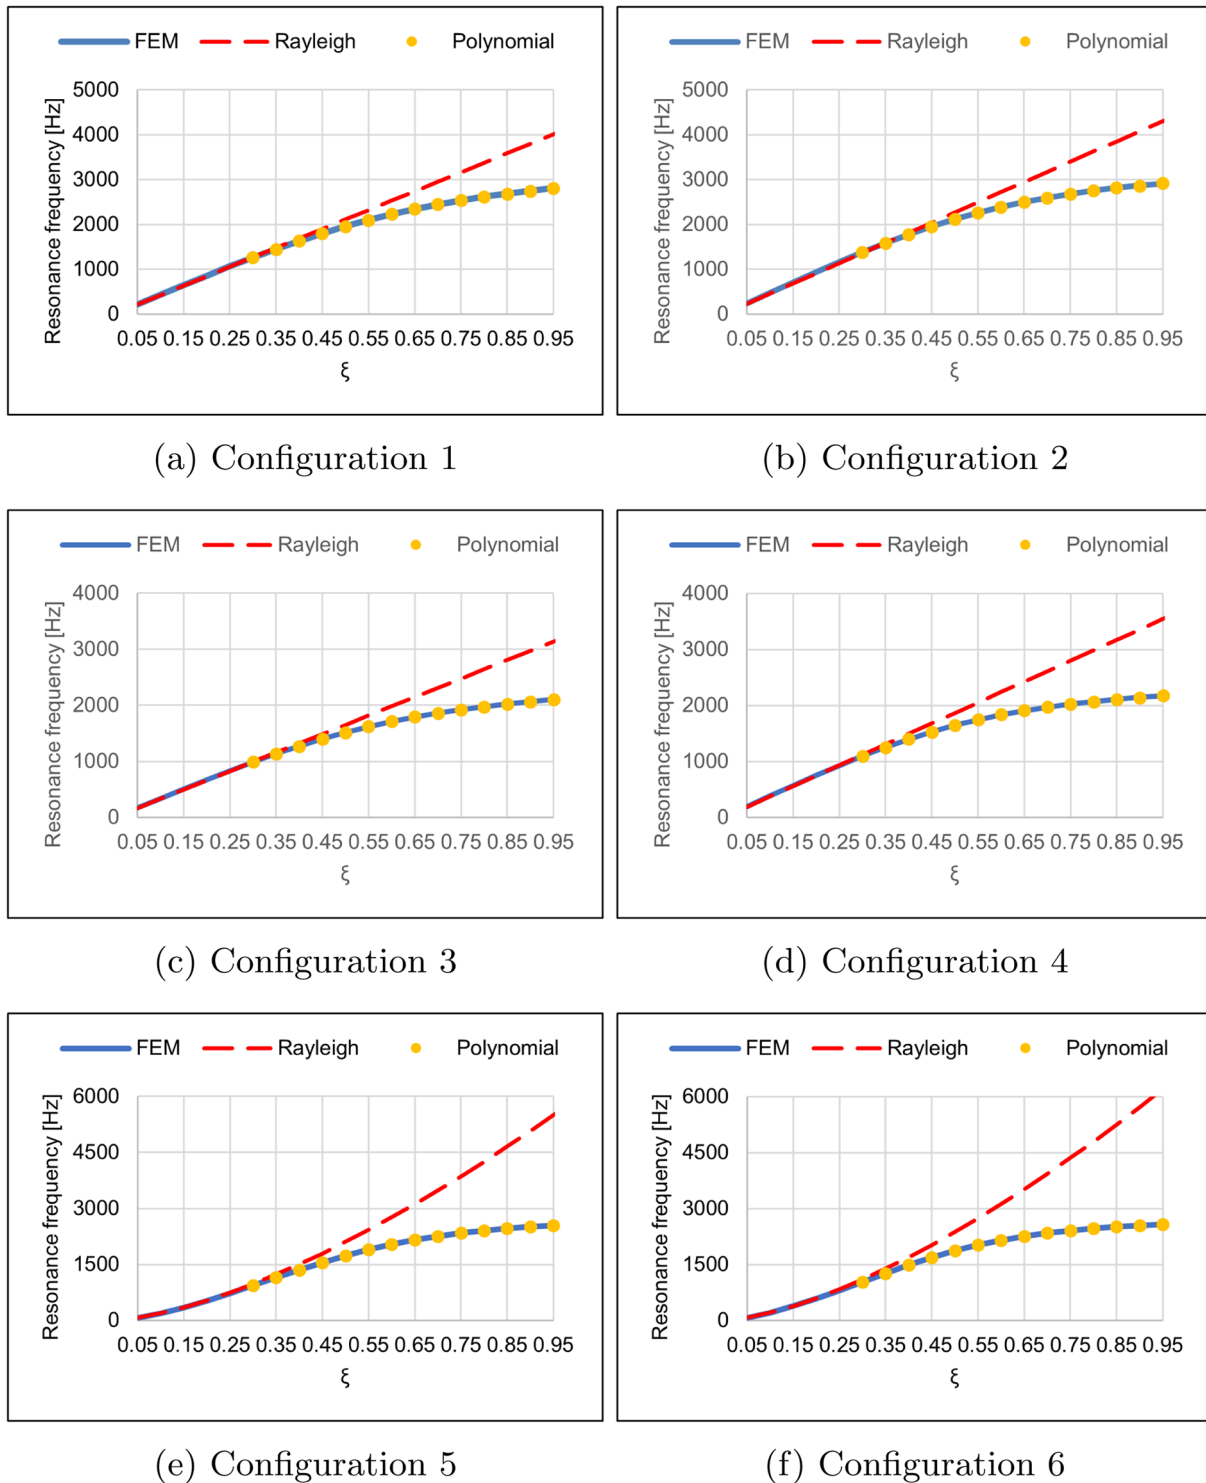 FEM Rayleigh Polynomial
Resonance frequency [Hz]
5000
4000
3000
2000
1000
0
0.05 0.15 0.25 0.35 0.45 0.55 0.65 0.75 0.85 0.95
ξ
(a) Configuration 1
FEM Rayleigh Polynomial
Resonance frequency [Hz]
5000
4000
3000
2000
1000
0
0.05 0.15 0.25 0.35 0.45 0.55 0.65 0.75 0.85 0.95
ξ
(b) Configuration 2
FEM Rayleigh Polynomial
Resonance frequency [Hz]
4000
3000
2000
1000
0
0.05 0.15 0.25 0.35 0.45 0.55 0.65 0.75 0.85 0.95
ξ
(c) Configuration 3
FEM Rayleigh Polynomial
Resonance frequency [Hz]
4000
3000
2000
1000
0
0.05 0.15 0.25 0.35 0.45 0.55 0.65 0.75 0.85 0.95
ξ
(d) Configuration 4
FEM Rayleigh Polynomial
Resonance frequency [Hz]
6000
4500
3000
1500
0
0.05 0.15 0.25 0.35 0.45 0.55 0.65 0.75 0.85 0.95
ξ
(e) Configuration 5
FEM Rayleigh Polynomial
Resonance frequency [Hz]
6000
4500
3000
1500
0
0.05 0.15 0.25 0.35 0.45 0.55 0.65 0.75 0.85 0.95
ξ
(f) Configuration 6